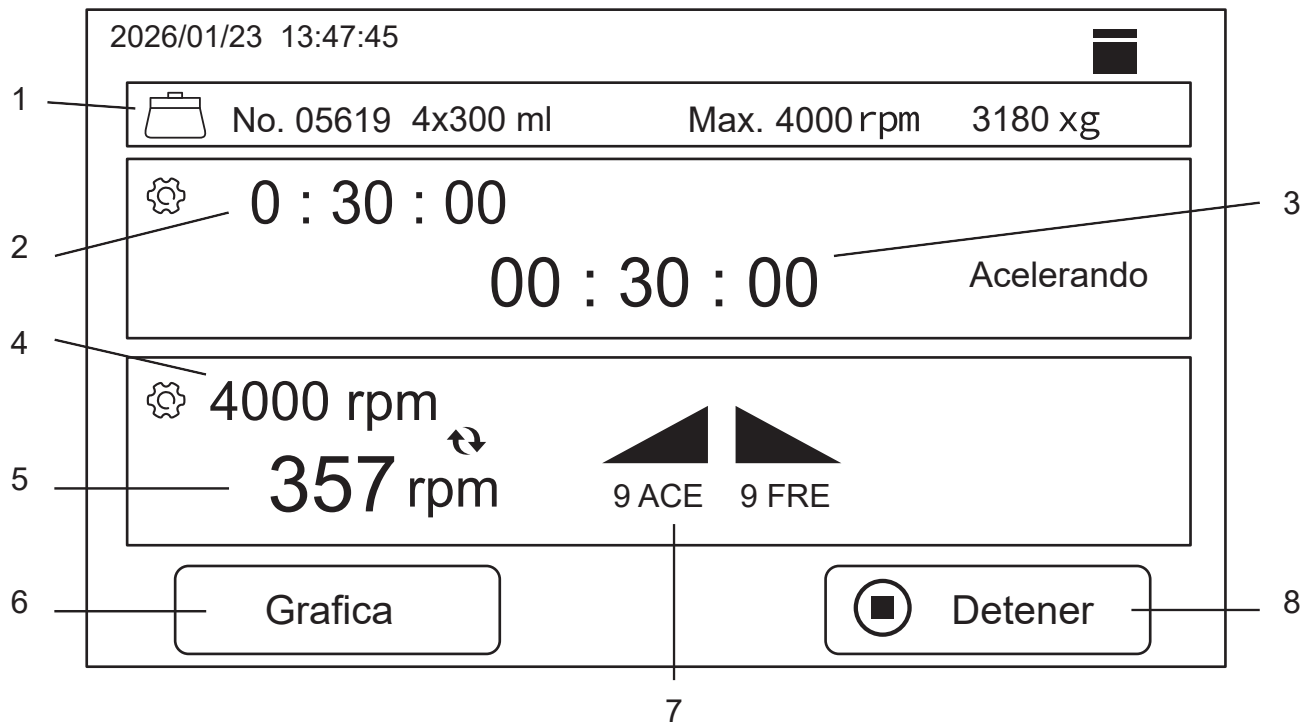 2026/01/23 13:47:45
1
No. 05619 4x300 ml Max. 4000 rpm 3180 xg
2
0 : 30 : 00
3
00 : 30 : 00 Acelerando
4
4000 rpm
5
357 rpm
9 ACE 9 FRE
6
Grafica
Detener
8
7